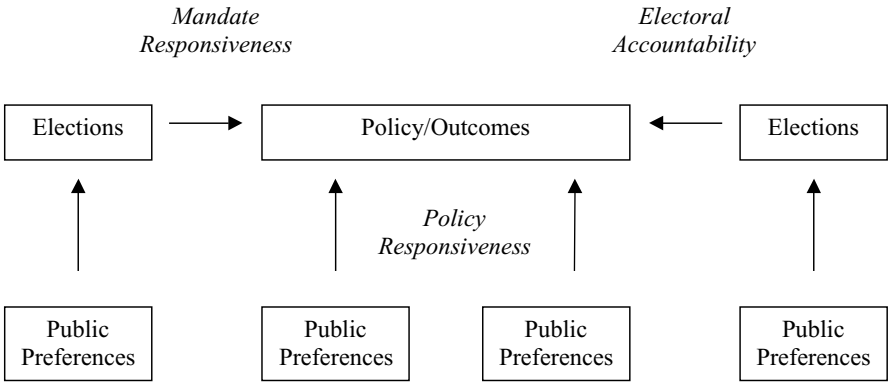 Mandate
Responsiveness
Electoral
Accountability
Elections
Policy/Outcomes
Elections
Policy
Responsiveness
Public
Preferences
Public
Preferences
Public
Preferences
Public
Preferences